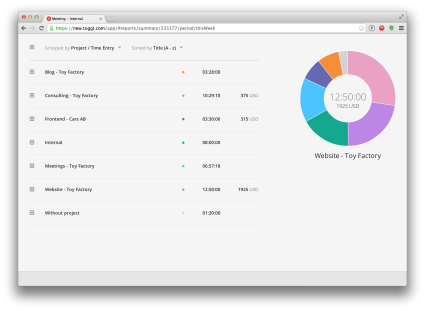 Meeting - Internal
https://new.toggl.com/app/#reports/summary/335177/period/thisWeek
Grouped by Project / Time Entry Sorted by Title (A - z)
Blog - Toy Factory 03:28:00
Consulting - Toy Factory 10:29:10 375 USD
Frontend - Cars AB 03:30:00 315 USD
Internal 08:00:00
Meetings - Toy Factory 06:57:18
Website - Toy Factory 12:50:00 1925 USD
Without project 01:30:00
12:50:00
1925 USD
Website - Toy Factory